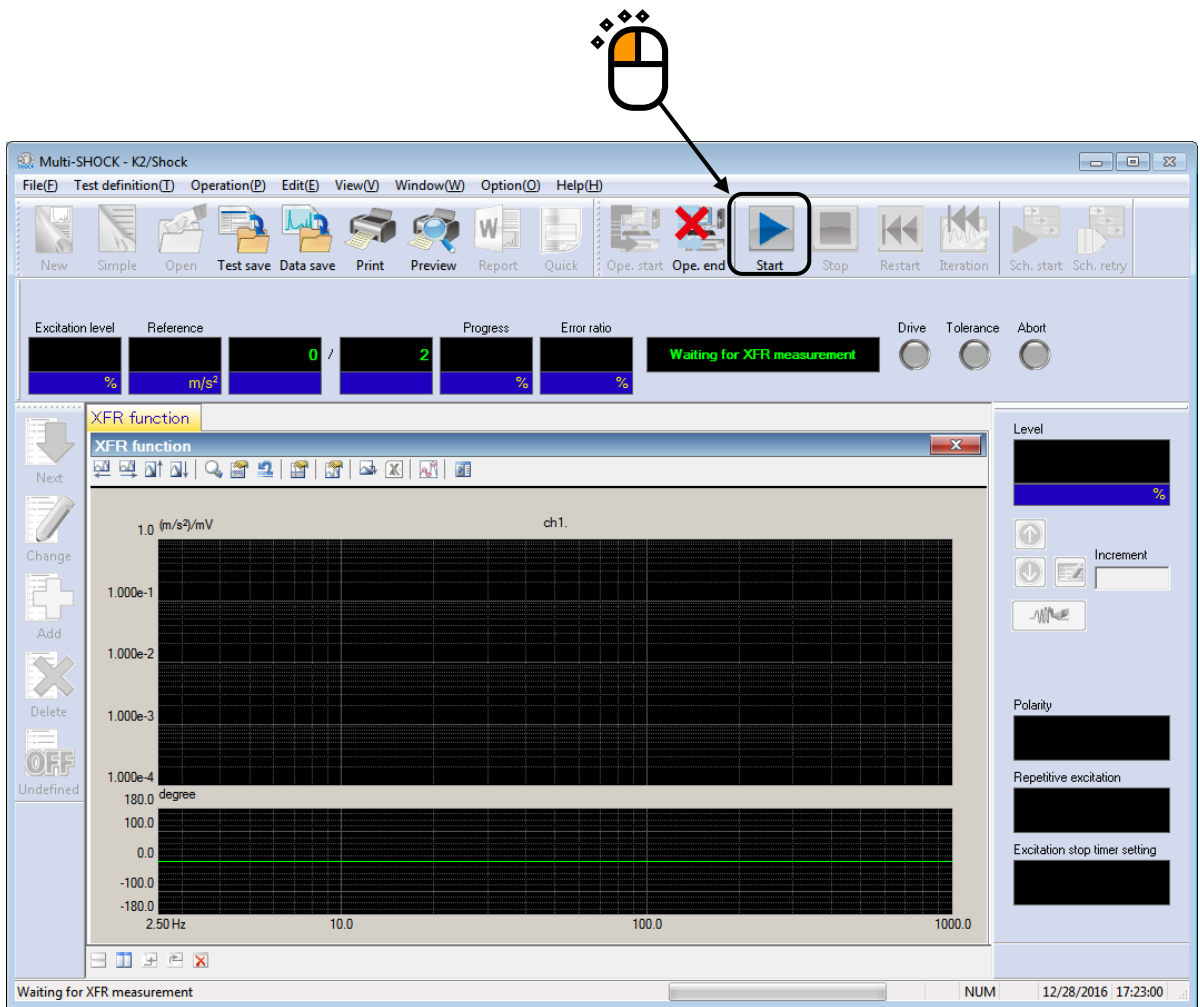 Multi-SHOCK - K2/Shock
File(F) Test definition(T) Operation(P) Edit(E) View(V) Window(W) Option(O) Help(H)
New Simple Open Test save Data save Print Preview Report Quick Ope. start Ope. end Start Stop Restart Iteration Sch. start Sch. retry
Excitation level Reference Progress Error ratio Drive Tolerance Abort
0 / 2 Waiting for XFR measurement
% m/s² % %
XFR function
XFR function
Next
Change
Add
Delete
OFF
Undefined
1.0 (m/s²)/mV ch1.
1.000e-1
1.000e-2
1.000e-3
1.000e-4
180.0 degree
100.0
0.0
-100.0
-180.0
2.50 Hz 10.0 100.0 1000.0
Level
%
Increment
Polarity
Repetitive excitation
Excitation stop timer setting
Waiting for XFR measurement NUM 12/28/2016 17:23:00